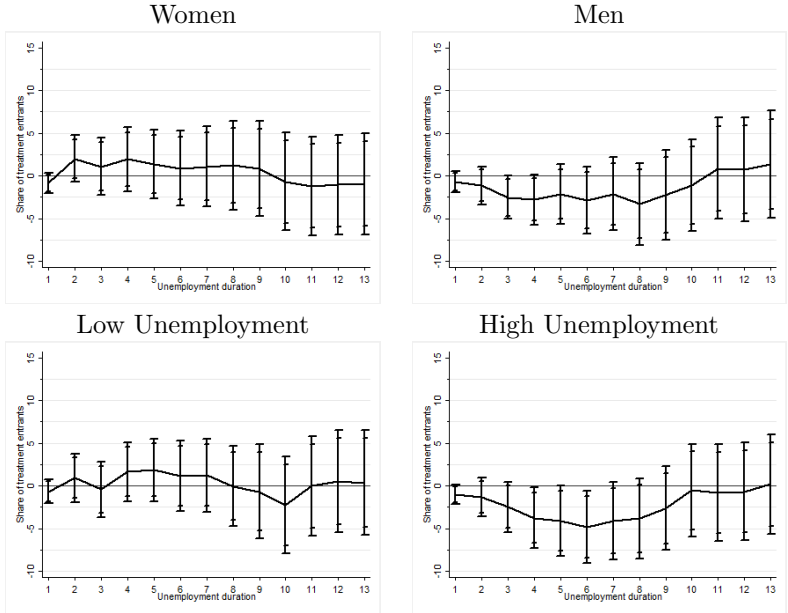 Women
Men
Share of treatment entrants
15
10
5
0
-5
-10
1 2 3 4 5 6 7 8 9 10 11 12 13
Unemployment duration
Share of treatment entrants
15
10
5
0
-5
-10
1 2 3 4 5 6 7 8 9 10 11 12 13
Unemployment duration
Low Unemployment
High Unemployment
Share of treatment entrants
15
10
5
0
-5
-10
1 2 3 4 5 6 7 8 9 10 11 12 13
Unemployment duration
Share of treatment entrants
15
10
5
0
-5
-10
1 2 3 4 5 6 7 8 9 10 11 12 13
Unemployment duration